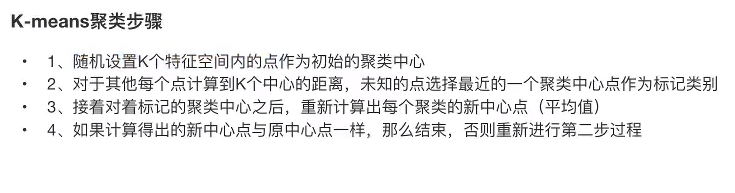 K-means聚类步骤
• 1、随机设置K个特征空间内的点作为初始的聚类中心
• 2、对于其他每个点计算到K个中心的距离，未知的点选择最近的一个聚类中心点作为标记类别
• 3、接着对着标记的聚类中心之后，重新计算出每个聚类的新中心点（平均值）
• 4、如果计算得出的新中心点与原中心点一样，那么结束，否则重新进行第二步过程